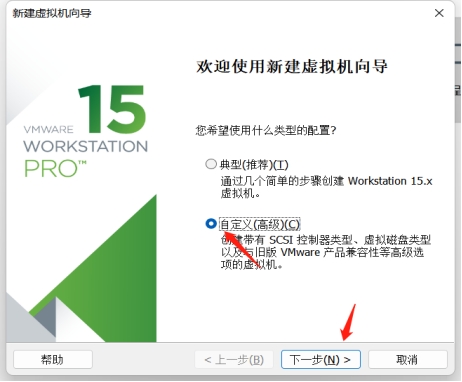 新建虚拟机向导
欢迎使用新建虚拟机向导
15
VMWARE
WORKSTATION
PRO™
您希望使用什么类型的配置?
典型(推荐)(T)
通过几个简单的步骤创建 Workstation 15.x
虚拟机。
自定义(高级)(C)
创建带有 SCSI 控制器类型、虚拟磁盘类型
以及与旧版 VMware 产品兼容性等高级选
项的虚拟机。
帮助
< 上一步(B)
下一步(N) >
取消